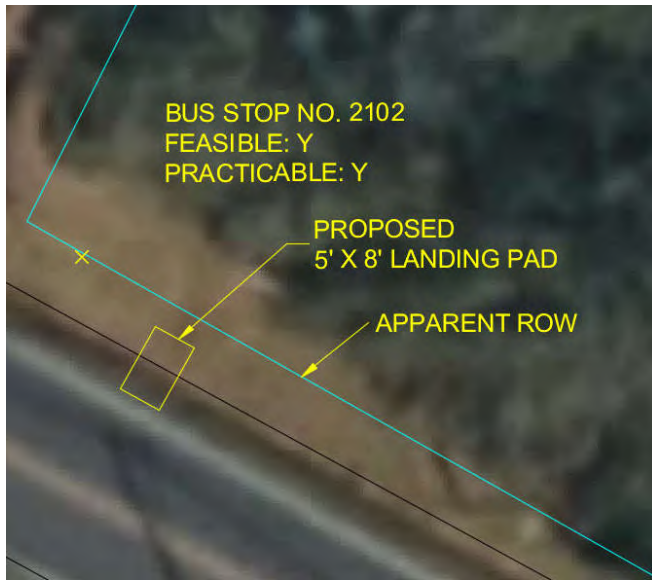 BUS STOP NO. 2102
FEASIBLE: Y
PRACTICABLE: Y
PROPOSED
5' X 8' LANDING PAD
APPARENT ROW